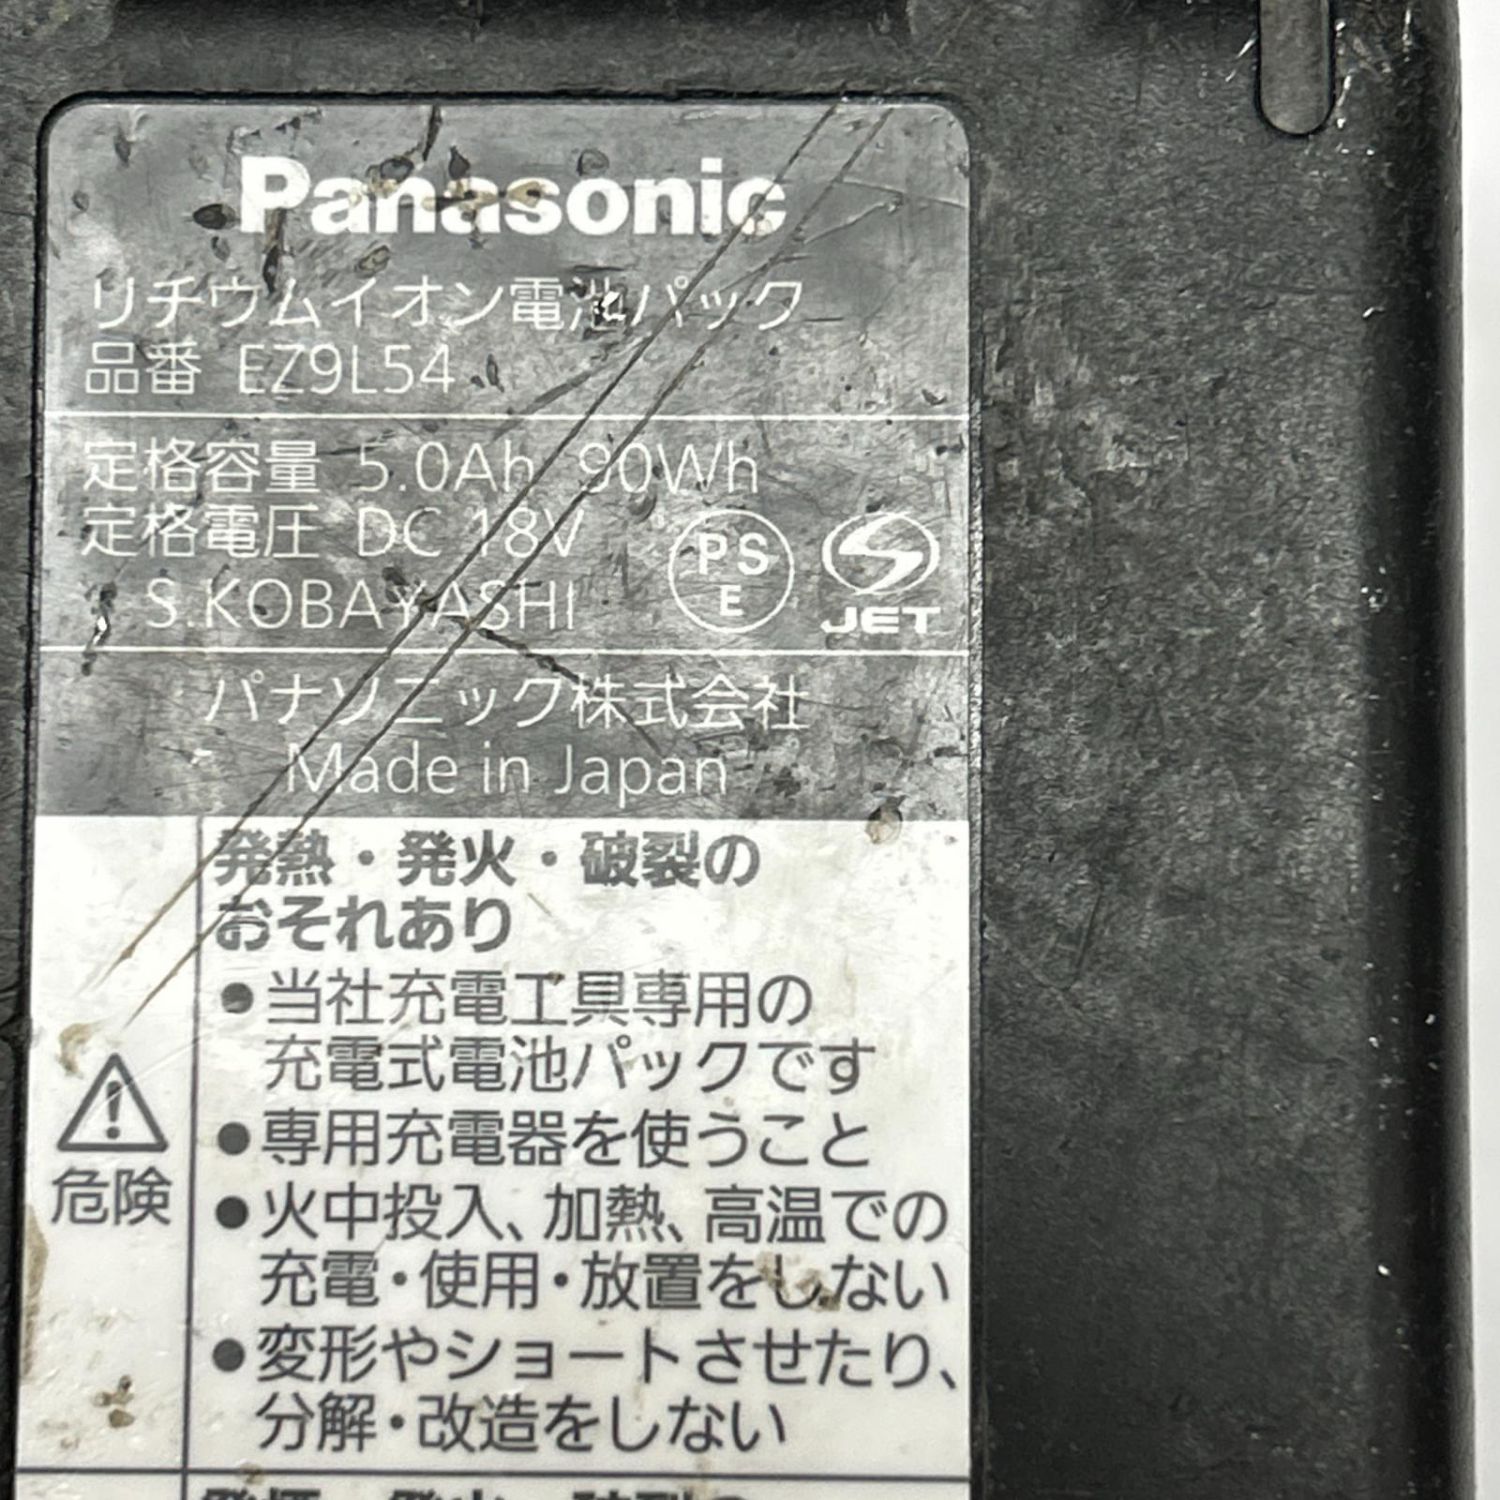 Panasonic
リチウムイオン電池パック
品番 EZ9L54
定格容量 5.0Ah 90Wh
定格電圧 DC 18V
S.KOBAYASHI
PS
E
JET
パナソニック株式会社
Made in Japan
発熱・発火・破裂の
おそれあり
●当社充電工具専用の
充電式電池パックです
●専用充電器を使うこと
危険
●火中投入、加熱、高温での
充電・使用・放置をしない
●変形やショートさせたり、
分解・改造をしない